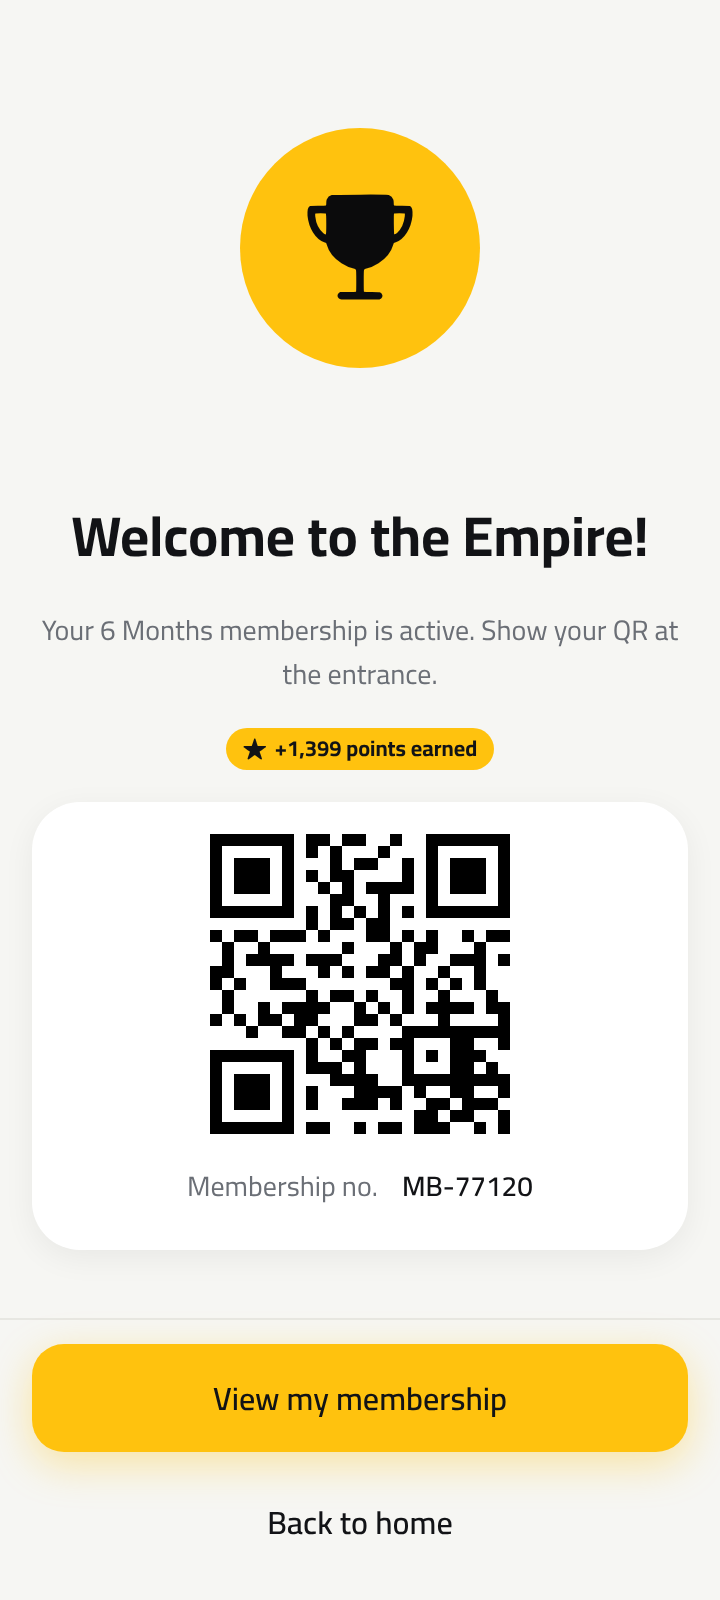 Welcome to the Empire!
Your 6 Months membership is active. Show your QR at
the entrance.
+1,399 points earned
Membership no. MB-77120
View my membership
Back to home